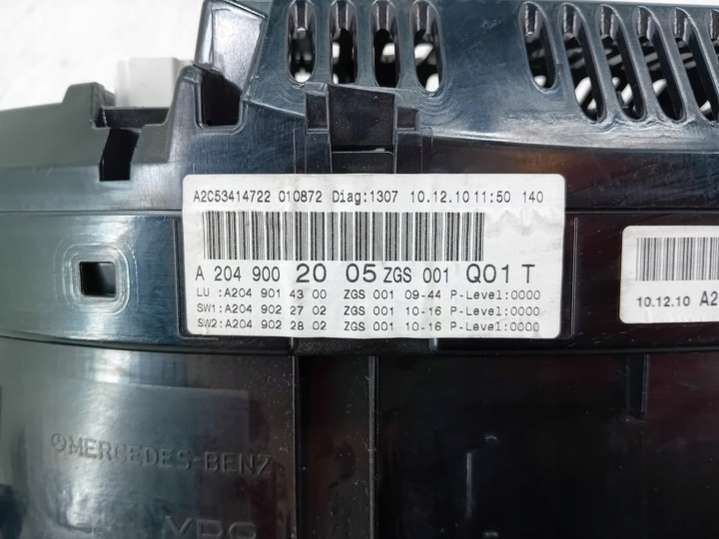 A2C53414722 010872 Diag:1307 10.12.10 11:50 140
A 204 900 20 05 ZGS 001 Q01 T
LU :A204 901 43 00 ZGS 001 09-44 P-Level:0000
SW1:A204 902 27 02 ZGS 001 10-16 P-Level:0000
SW2:A204 902 28 02 ZGS 001 10-16 P-Level:0000
10.12.10 A2
MERCEDES-BENZ
VDO